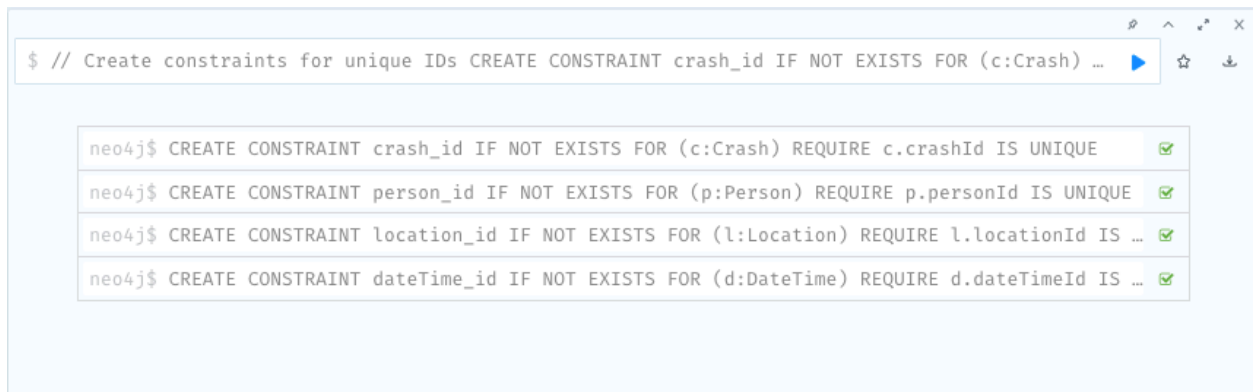 $ // Create constraints for unique IDs CREATE CONSTRAINT crash_id IF NOT EXISTS FOR (c:Crash) …
neo4j$ CREATE CONSTRAINT crash_id IF NOT EXISTS FOR (c:Crash) REQUIRE c.crashId IS UNIQUE
neo4j$ CREATE CONSTRAINT person_id IF NOT EXISTS FOR (p:Person) REQUIRE p.personId IS UNIQUE
neo4j$ CREATE CONSTRAINT location_id IF NOT EXISTS FOR (l:Location) REQUIRE l.locationId IS …
neo4j$ CREATE CONSTRAINT dateTime_id IF NOT EXISTS FOR (d:DateTime) REQUIRE d.dateTimeId IS …